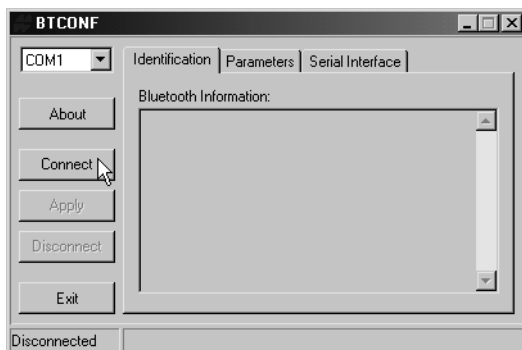 BTCONF
COM1
Identification
Parameters
Serial Interface
Bluetooth Information:
About
Connect
Apply
Disconnect
Exit
Disconnected